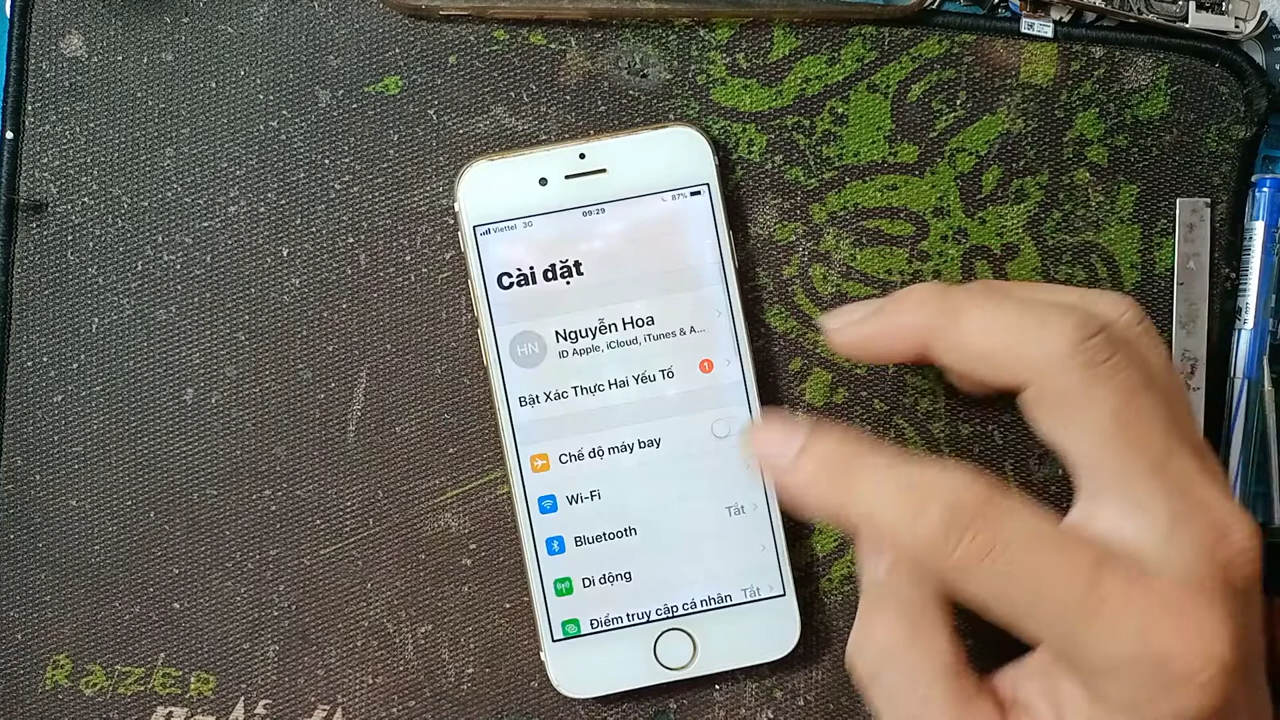 Viettel 3G
09:29
87%
Cài đặt
HN
Nguyễn Hoa
ID Apple, iCloud, iTunes & A...
Bật Xác Thực Hai Yếu Tố
1
Chế độ máy bay
Wi-Fi
Bluetooth
Tắt
Di động
Điểm truy cập cá nhân
Tắt
RAZER